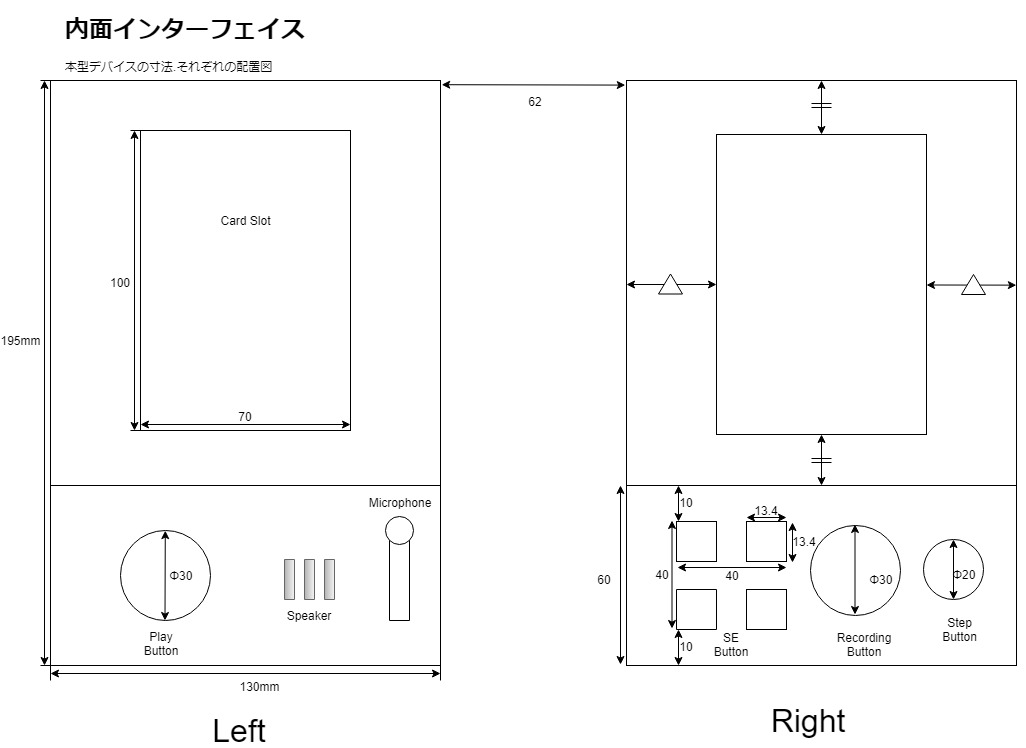 内面インターフェイス
本型デバイスの寸法.それぞれの配置図
62
Card Slot
100
195mm
70
Microphone
10
13.4
13.4
Φ30
40
40
60
Φ30
Φ20
Speaker
Play
Button
SE
Button
10
Recording
Button
Step
Button
130mm
Left
Right